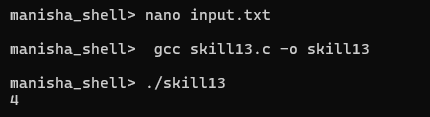 manisha_shell> nano input.txt
manisha_shell>  gcc skill13.c -o skill13
manisha_shell> ./skill13
4